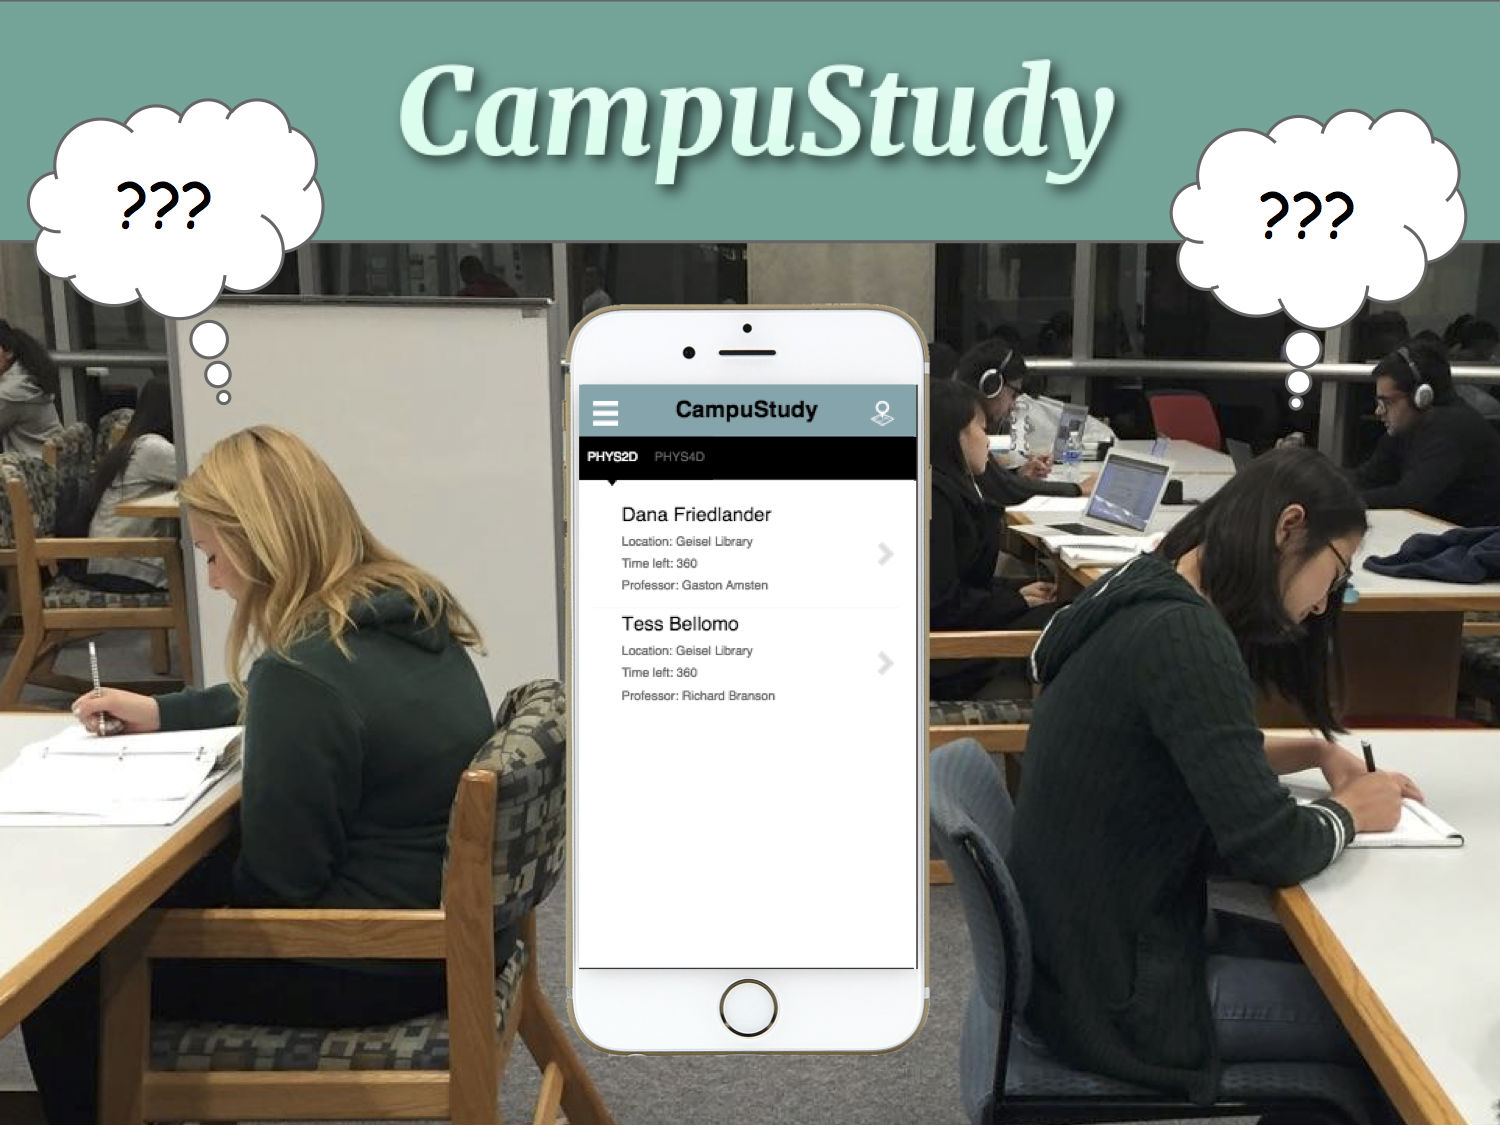 CampuStudy
???
???
CampuStudy
PHYS2D PHYS4D
Dana Friedlander
Location: Geisel Library
Time left: 360
Professor: Gaston Arnsten
Tess Bellomo
Location: Geisel Library
Time left: 360
Professor: Richard Branson